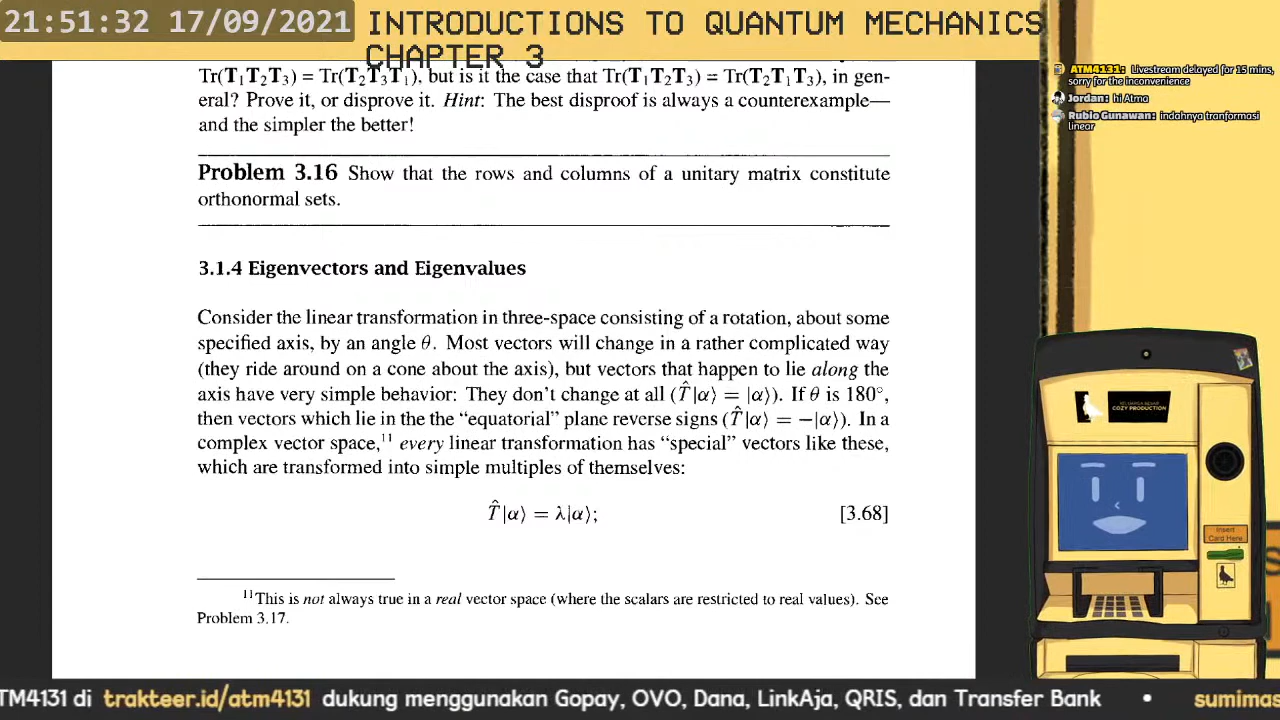 21:51:32 17/09/2021
INTRODUCTIONS TO QUANTUM MECHANICS
CHAPTER 3
Tr(T₁T₂T₃) = Tr(T₂T₃T₁), but is it the case that Tr(T₁T₂T₃) = Tr(T₂T₁T₃), in gen-
eral? Prove it, or disprove it. Hint: The best disproof is always a counterexample—
and the simpler the better!
Problem 3.16 Show that the rows and columns of a unitary matrix constitute
orthonormal sets.
3.1.4 Eigenvectors and Eigenvalues
Consider the linear transformation in three-space consisting of a rotation, about some
specified axis, by an angle θ. Most vectors will change in a rather complicated way
(they ride around on a cone about the axis), but vectors that happen to lie along the
axis have very simple behavior: They don't change at all (T̂|α⟩ = |α⟩). If θ is 180°,
then vectors which lie in the the “equatorial” plane reverse signs (T̂|α⟩ = −|α⟩). In a
complex vector space,¹¹ every linear transformation has “special” vectors like these,
which are transformed into simple multiples of themselves:
T̂|α⟩ = λ|α⟩; [3.68]
¹¹This is not always true in a real vector space (where the scalars are restricted to real values). See
Problem 3.17.
ATM4131: Livestream delayed for 15 mins,
sorry for the inconvenience
Jordan: hi Atma
Rubio Gunawan: indahnya tranformasi
linear
COZY PRODUCTION
Insert
Card Here
TM4131 di trakteer.id/atm4131 dukung menggunakan Gopay, OVO, Dana, LinkAja, QRIS, dan Transfer Bank • sumimas